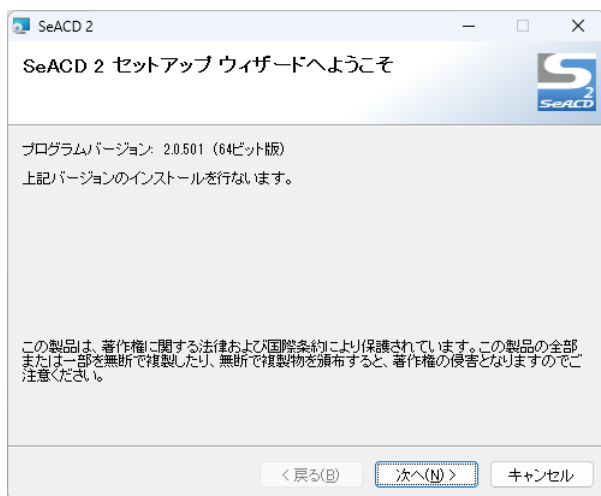 SeACD 2
SeACD 2 セットアップ ウィザードへようこそ
S2
SeACD
プログラムバージョン: 2.0.501 (64ビット版)
上記バージョンのインストールを行ないます。
この製品は、著作権に関する法律および国際条約により保護されています。この製品の全部
または一部を無断で複製したり、無断で複製物を頒布すると、著作権の侵害となりますのでご
注意ください。
< 戻る(B)
次へ(N) >
キャンセル